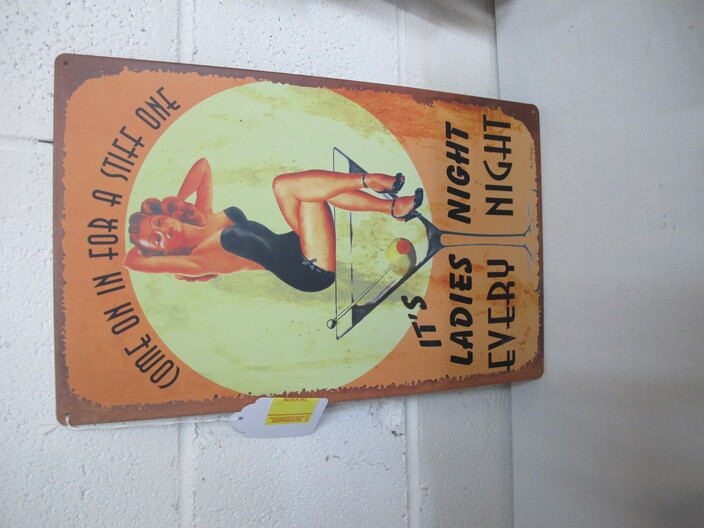 COME ON IN FOR A STIFF ONE
IT'S
LADIES NIGHT
EVERY NIGHT